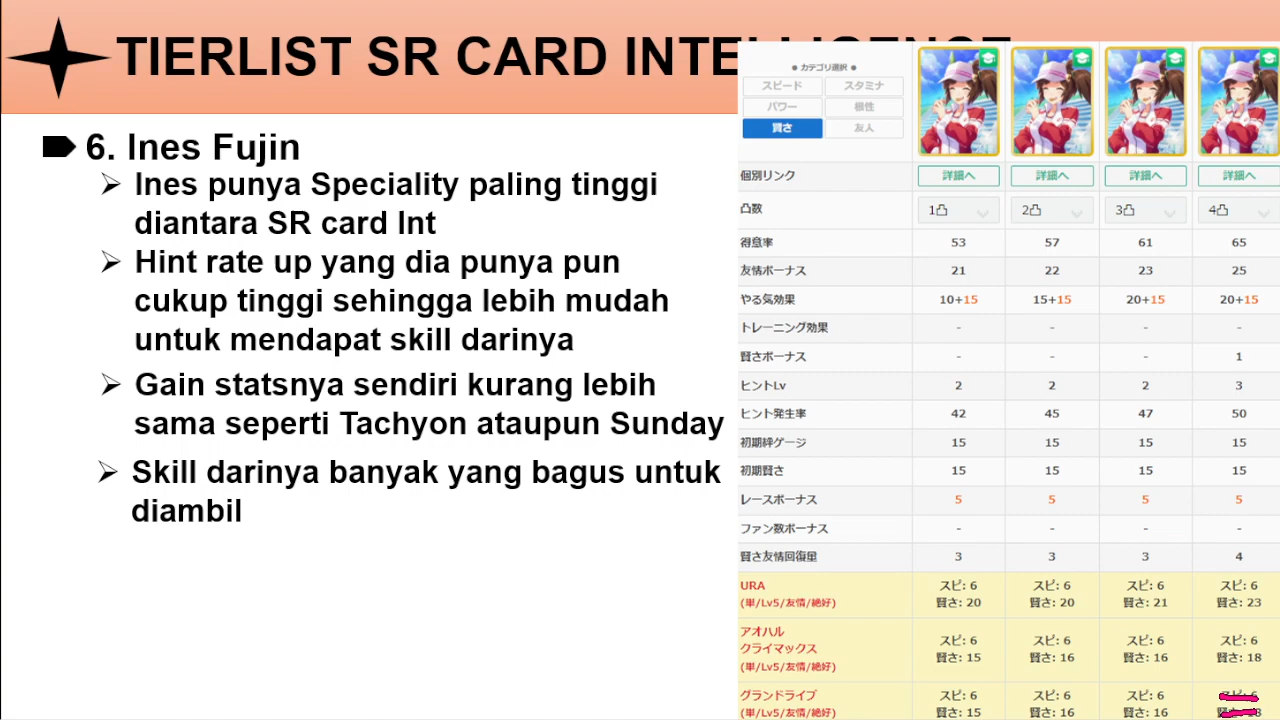 TIERLIST SR CARD INTELLIGENCE
6. Ines Fujin
Ines punya Speciality paling tinggi
diantara SR card Int
Hint rate up yang dia punya pun
cukup tinggi sehingga lebih mudah
untuk mendapat skill darinya
Gain statsnya sendiri kurang lebih
sama seperti Tachyon ataupun Sunday
Skill darinya banyak yang bagus untuk
diambil
● カテゴリ選択 ●
スピード スタミナ
パワー 根性
賢さ 友人
個別リンク 詳細へ 詳細へ 詳細へ 詳細へ
凸数 1凸 2凸 3凸 4凸
得意率 53 57 61 65
友情ボーナス 21 22 23 25
やる気効果 10+15 15+15 20+15 20+15
トレーニング効果 - - - -
賢さボーナス - - - 1
ヒントLv 2 2 2 3
ヒント発生率 42 45 47 50
初期絆ゲージ 15 15 15 15
初期賢さ 15 15 15 15
レースボーナス 5 5 5 5
ファン数ボーナス - - - -
賢さ友情回復量 3 3 3 4
URA スピ: 6 スピ: 6 スピ: 6 スピ: 6
(単/Lv5/友情/絶好) 賢さ: 20 賢さ: 20 賢さ: 21 賢さ: 23
アオハル
クライマックス スピ: 6 スピ: 6 スピ: 6 スピ: 6
(単/Lv5/友情/絶好) 賢さ: 15 賢さ: 16 賢さ: 16 賢さ: 18
グランドライブ スピ: 6 スピ: 6 スピ: 6
(単/Lv5/友情/絶好) 賢さ: 15 賢さ: 16 賢さ: 16